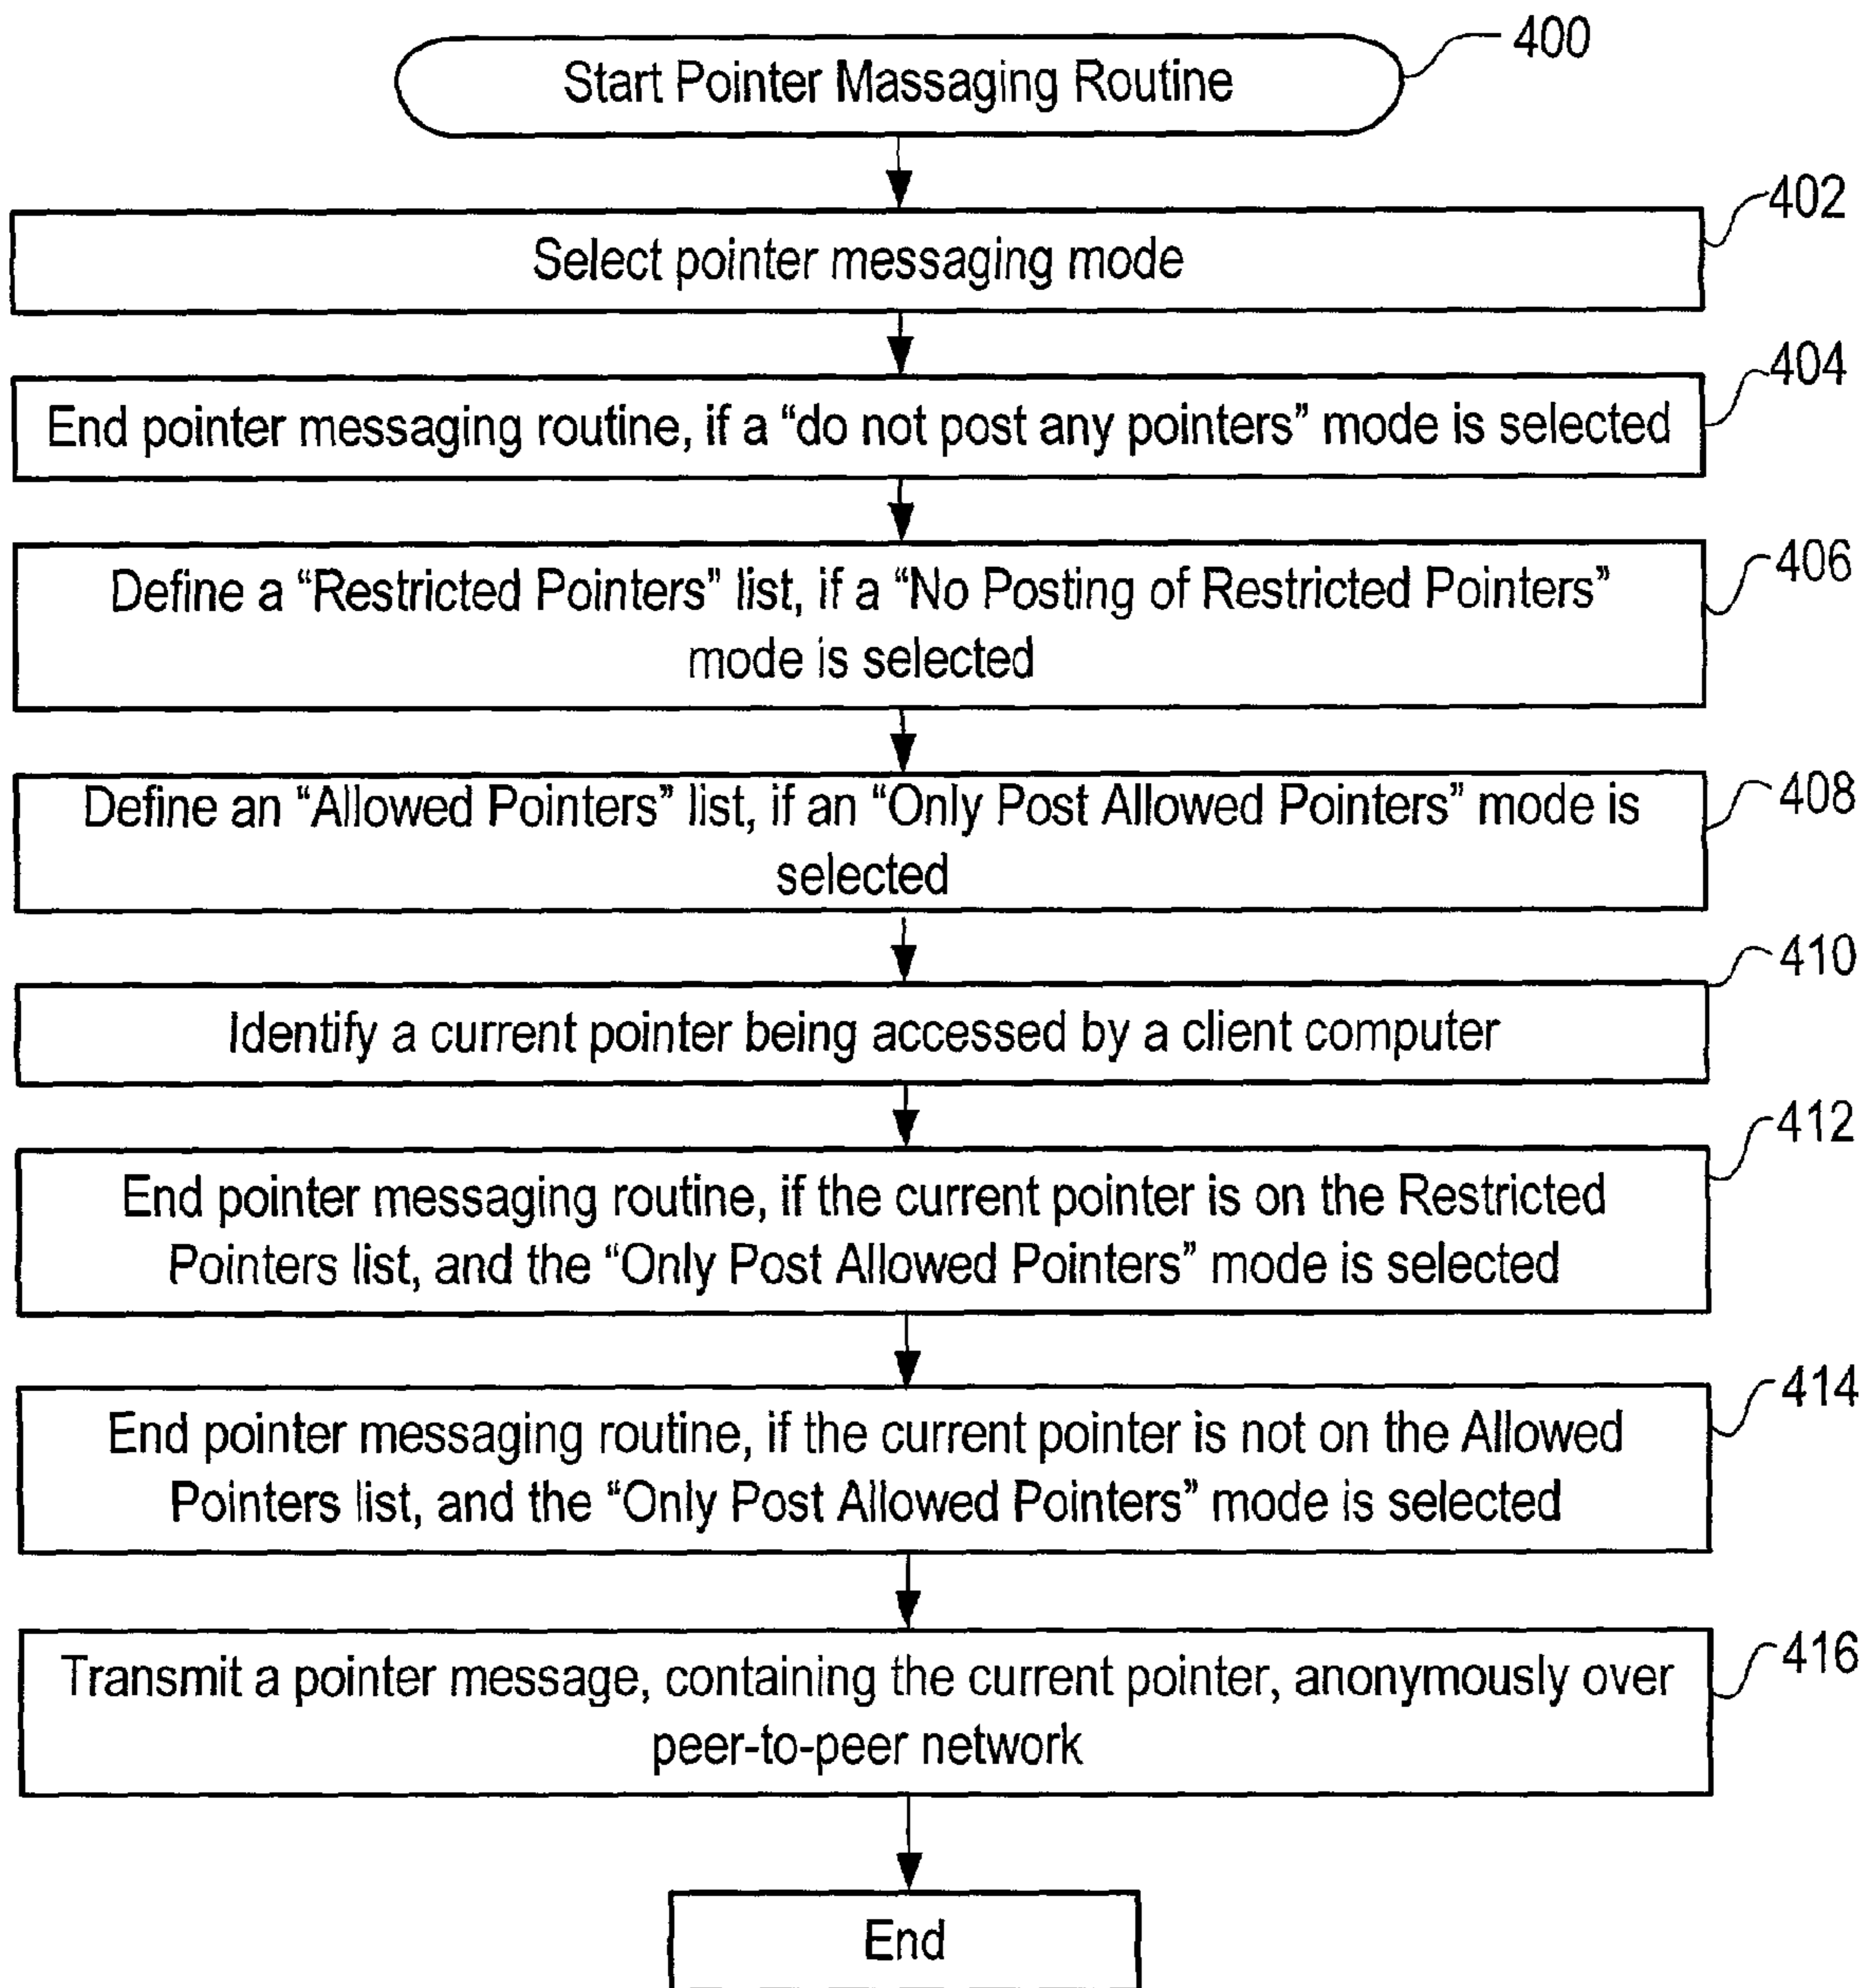 400
Start Pointer Massaging Routine
402
Select pointer messaging mode
404
End pointer messaging routine, if a “do not post any pointers” mode is selected
406
Define a “Restricted Pointers” list, if a “No Posting of Restricted Pointers”
mode is selected
408
Define an “Allowed Pointers” list, if an “Only Post Allowed Pointers” mode is
selected
410
Identify a current pointer being accessed by a client computer
412
End pointer messaging routine, if the current pointer is on the Restricted
Pointers list, and the “Only Post Allowed Pointers” mode is selected
414
End pointer messaging routine, if the current pointer is not on the Allowed
Pointers list, and the “Only Post Allowed Pointers” mode is selected
416
Transmit a pointer message, containing the current pointer, anonymously over
peer-to-peer network
End